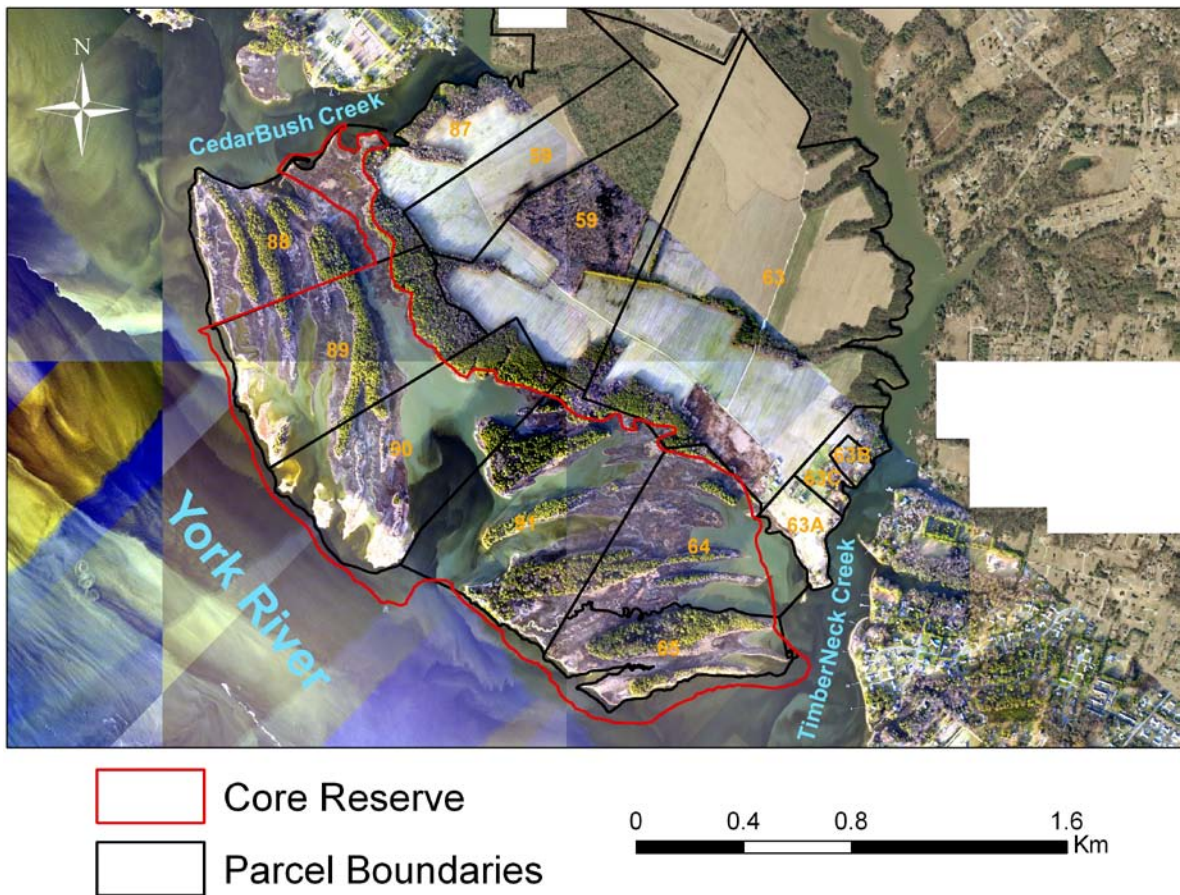 N
CedarBush Creek
87
59
59
88
63
89
90
63B
63C
63A
91
64
65
York River
TimberNeck Creek
Core Reserve
Parcel Boundaries
0 0.4 0.8 1.6
Km